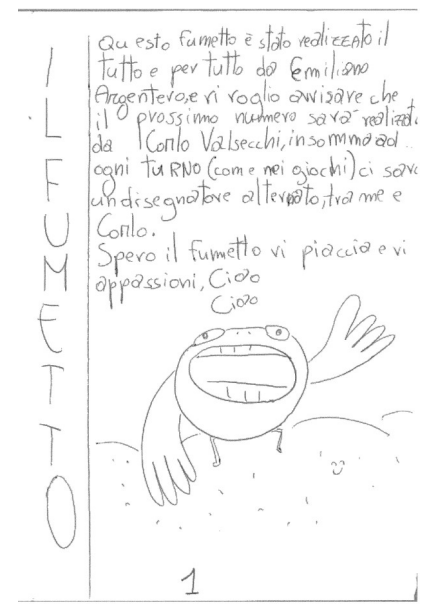 IL FUMETTO
Questo fumetto è stato realizzato il
tutto e per tutto da Emiliano
Argentero, e vi voglio avvisare che
il prossimo numero sarà realizzato
da Carlo Valsecchi, insomma ad
ogni tuRNO (come nei giochi) ci sarà
un disegnatore alternato, tra me e
Carlo.
Spero il fumetto vi piaccia e vi
appassioni, Ciao
Ciao
1